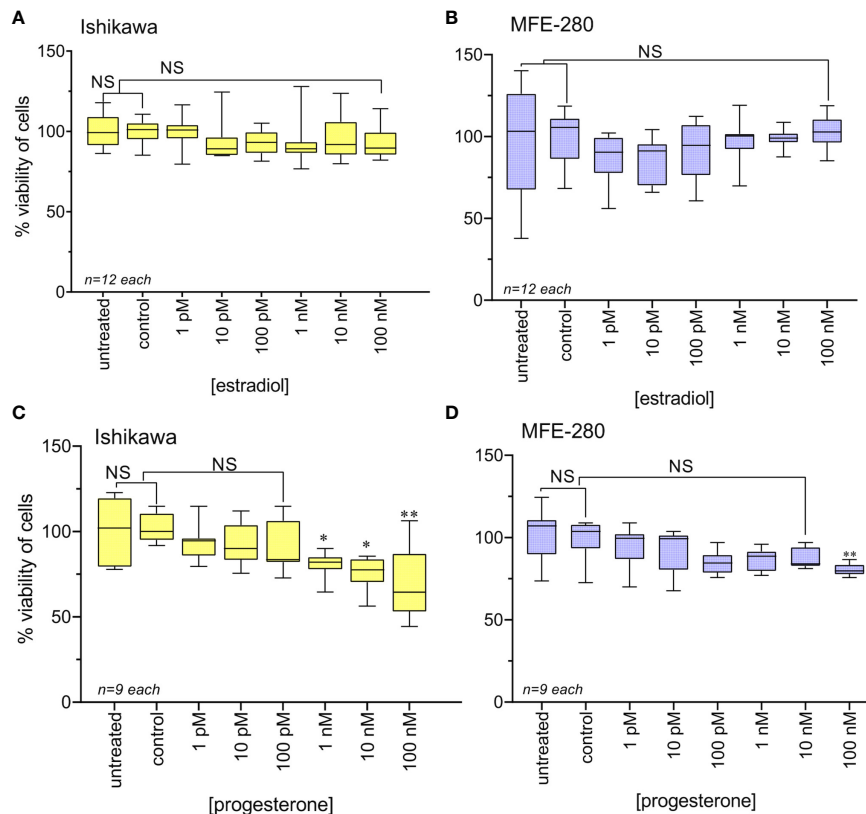 A
Ishikawa
% viability of cells
150
100
50
0
NS
NS
n=12 each
untreated
control
1 pM
10 pM
100 pM
1 nM
10 nM
100 nM
[estradiol]
B
MFE-280
150
100
50
0
NS
n=12 each
untreated
control
1 pM
10 pM
100 pM
1 nM
10 nM
100 nM
[estradiol]
C
Ishikawa
% viability of cells
150
100
50
0
NS
NS
*
*
**
n=9 each
untreated
control
1 pM
10 pM
100 pM
1 nM
10 nM
100 nM
[progesterone]
D
MFE-280
150
100
50
0
NS
NS
**
n=9 each
untreated
control
1 pM
10 pM
100 pM
1 nM
10 nM
100 nM
[progesterone]